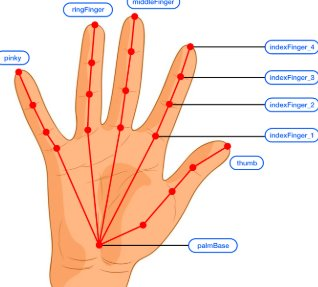 middleFinger
ringFinger
pinky
indexFinger_4
indexFinger_3
indexFinger_2
indexFinger_1
thumb
palmBase